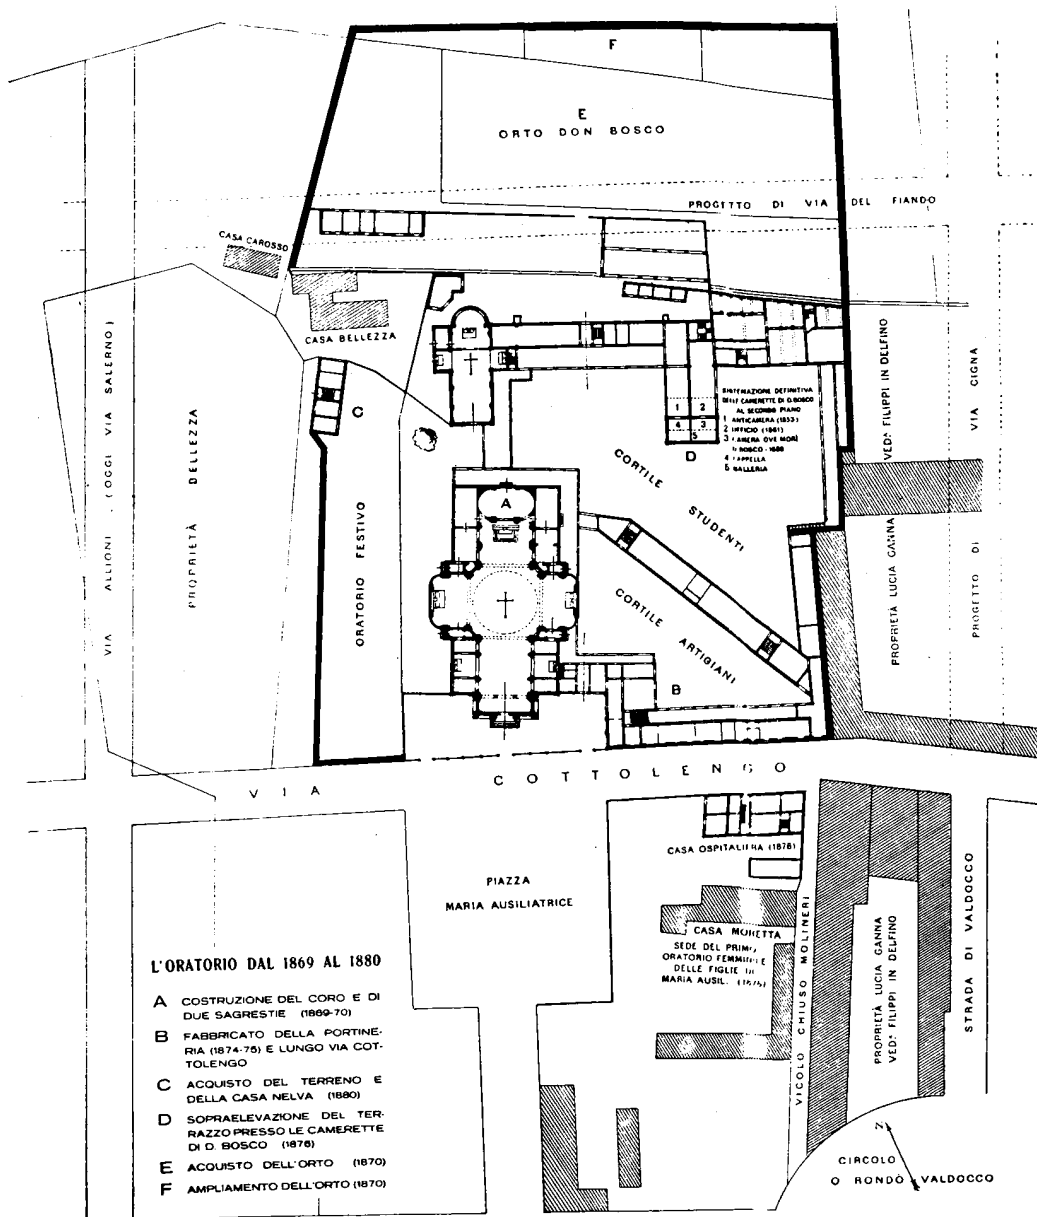 F
E
ORTO DON BOSCO
PROGETTO DI VIA DEL FIANDO
CASA CAROSSO
CASA BELLEZZA
C
VIA ALLIONI (OGGI VIA SALERNO)
PROPRIETÀ BELLEZZA
ORATORIO FESTIVO
A
SISTEMAZIONE DEFINITIVA
DELLE CAMERETTE DI D. BOSCO
AL SECONDO PIANO
1 ANTICAMERA (1853)
2 UFFICIO (1861)
3 CAMERA OVE MORÌ
D. BOSCO - 1888
4 CAPPELLA
5 GALLERIA
1 2
4 3
5
D
CORTILE STUDENTI
CORTILE ARTIGIANI
B
VEDª FILIPPI IN DELFINO
PROPRIETÀ LUCIA GANNA
PROGETTO DI VIA CIGNA
VIA COTTOLENGO
CASA OSPITALIERA (1876)
PIAZZA
MARIA AUSILIATRICE
CASA MORETTA
SEDE DEL PRIMO
ORATORIO FEMMINILE
DELLE FIGLIE DI
MARIA AUSIL. (1876)
VICOLO CHIUSO MOLINERI
PROPRIETÀ LUCIA GANNA
VEDª FILIPPI IN DELFINO
STRADA DI VALDOCCO
L'ORATORIO DAL 1869 AL 1880
A COSTRUZIONE DEL CORO E DI
DUE SAGRESTIE (1869-70)
B FABBRICATO DELLA PORTINE-
RIA (1874-75) E LUNGO VIA COT-
TOLENGO
C ACQUISTO DEL TERRENO E
DELLA CASA NELVA (1880)
D SOPRAELEVAZIONE DEL TER-
RAZZO PRESSO LE CAMERETTE
DI D. BOSCO (1876)
E ACQUISTO DELL'ORTO (1870)
F AMPLIAMENTO DELL'ORTO (1870)
N
CIRCOLO
O RONDÒ VALDOCCO